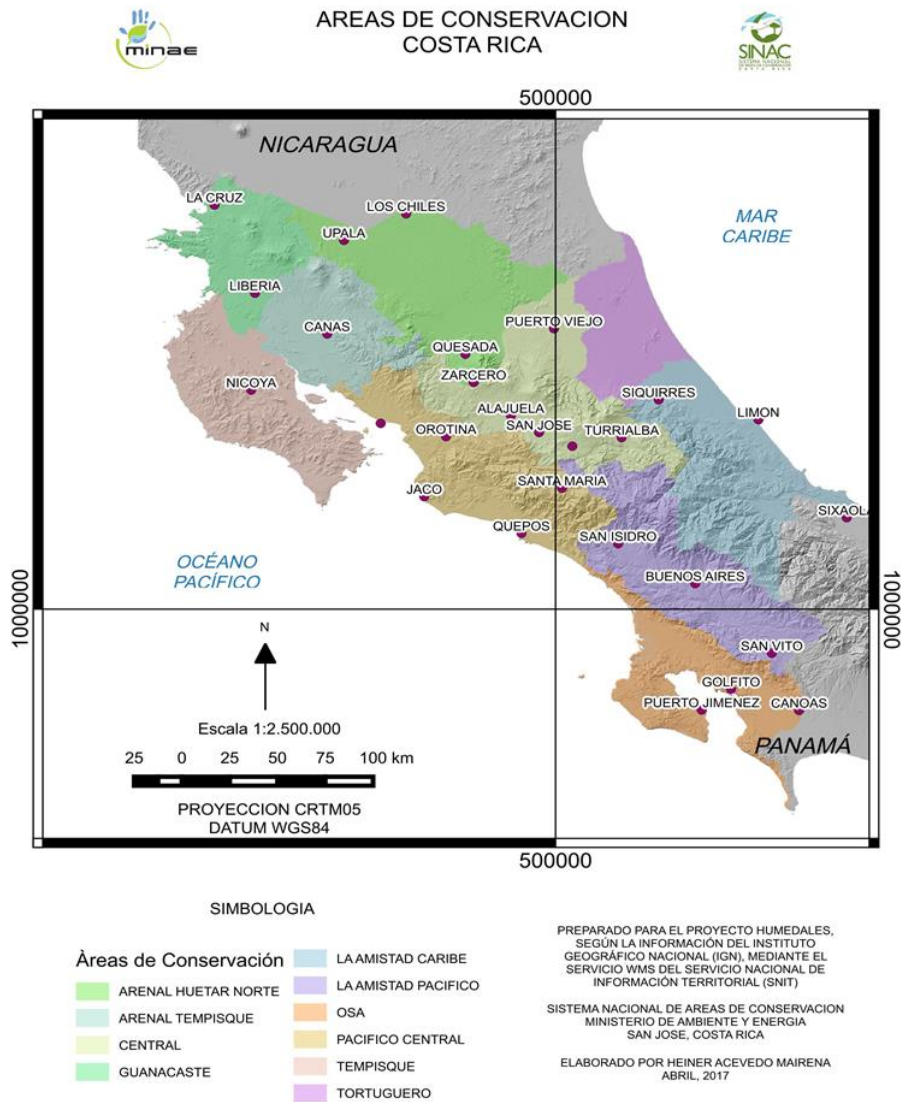 minae
AREAS DE CONSERVACION
COSTA RICA
SINAC
500000
NICARAGUA
LA CRUZ
LOS CHILES
UPALA
MAR
CARIBE
LIBERIA
CANAS
PUERTO VIEJO
QUESADA
ZARCERO
NICOYA
SIQUIRRES
ALAJUELA
LIMON
SAN JOSE
OROTINA
TURRIALBA
JACO
SANTA MARIA
SIXAOLA
QUEPOS
SAN ISIDRO
OCÉANO
PACÍFICO
BUENOS AIRES
1000000
1000000
N
SAN VITO
GOLFITO
PUERTO JIMENEZ
CANOAS
PANAMÁ
Escala 1:2.500.000
25 0 25 50 75 100 km
PROYECCION CRTM05
DATUM WGS84
500000
SIMBOLOGIA
Àreas de Conservación
ARENAL HUETAR NORTE
ARENAL TEMPISQUE
CENTRAL
GUANACASTE
LA AMISTAD CARIBE
LA AMISTAD PACIFICO
OSA
PACIFICO CENTRAL
TEMPISQUE
TORTUGUERO
PREPARADO PARA EL PROYECTO HUMEDALES,
SEGÚN LA INFORMACIÓN DEL INSTITUTO
GEOGRÁFICO NACIONAL (IGN), MEDIANTE EL
SERVICIO WMS DEL SERVICIO NACIONAL DE
INFORMACIÓN TERRITORIAL (SNIT)
SISTEMA NACIONAL DE AREAS DE CONSERVACION
MINISTERIO DE AMBIENTE Y ENERGIA
SAN JOSE, COSTA RICA
ELABORADO POR HEINER ACEVEDO MAIRENA
ABRIL, 2017